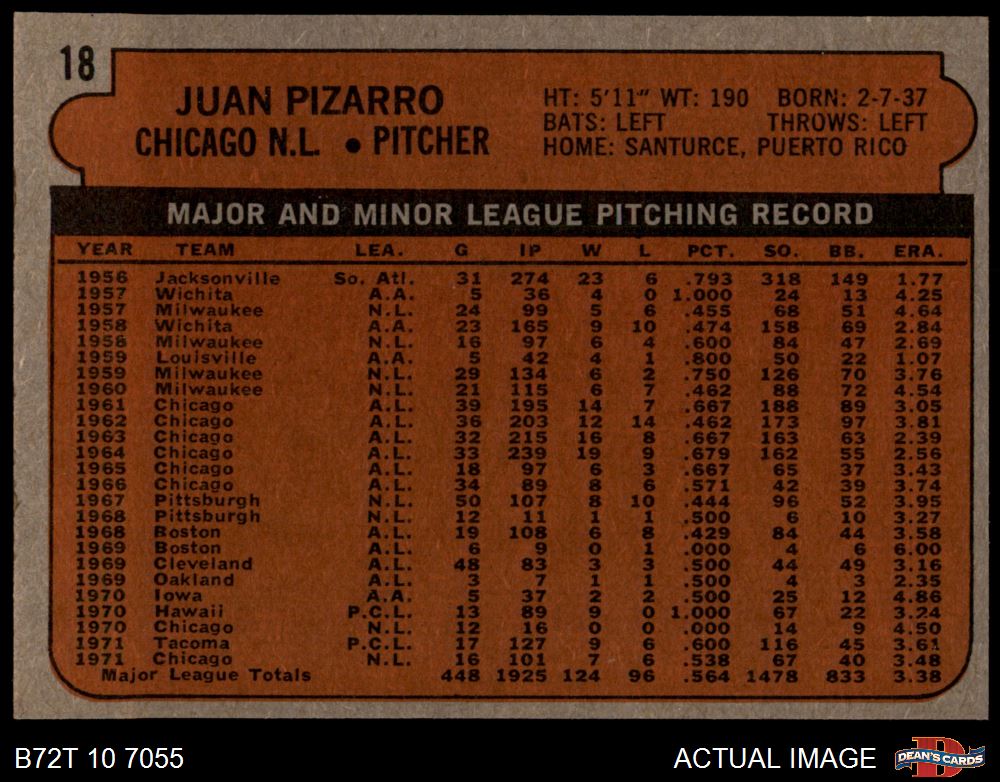 18
JUAN PIZARRO
CHICAGO N.L. • PITCHER
HT: 5'11" WT: 190 BORN: 2-7-37
BATS: LEFT THROWS: LEFT
HOME: SANTURCE, PUERTO RICO
MAJOR AND MINOR LEAGUE PITCHING RECORD
YEAR TEAM LEA. G IP W L PCT. SO. BB. ERA.
1956 Jacksonville So. Atl. 31 274 23 6 .793 318 149 1.77
1957 Wichita A.A. 5 36 4 0 1.000 24 13 4.25
1957 Milwaukee N.L. 24 99 5 6 .455 68 51 4.64
1958 Wichita A.A. 23 165 9 10 .474 158 69 2.84
1958 Milwaukee N.L. 16 97 6 4 .600 84 47 2.69
1959 Louisville A.A. 5 42 4 1 .800 50 22 1.07
1959 Milwaukee N.L. 29 134 6 2 .750 126 70 3.76
1960 Milwaukee N.L. 21 115 6 7 .462 88 72 4.54
1961 Chicago A.L. 39 195 14 7 .667 188 89 3.05
1962 Chicago A.L. 36 203 12 14 .462 173 97 3.81
1963 Chicago A.L. 32 215 16 8 .667 163 63 2.39
1964 Chicago A.L. 33 239 19 9 .679 162 55 2.56
1965 Chicago A.L. 18 97 6 3 .667 65 37 3.43
1966 Chicago A.L. 34 89 8 6 .571 42 39 3.74
1967 Pittsburgh N.L. 50 107 8 10 .444 96 52 3.95
1968 Pittsburgh N.L. 12 11 1 1 .500 6 10 3.27
1968 Boston A.L. 19 108 6 8 .429 84 44 3.58
1969 Boston A.L. 6 9 0 1 .000 4 6 6.00
1969 Cleveland A.L. 48 83 3 3 .500 44 49 3.16
1969 Oakland A.L. 3 7 1 1 .500 4 3 2.35
1970 Iowa A.A. 5 37 2 2 .500 25 12 4.86
1970 Hawaii P.C.L. 13 89 9 0 1.000 67 22 3.24
1970 Chicago N.L. 12 16 0 0 .000 14 9 4.50
1971 Tacoma P.C.L. 17 127 9 6 .600 116 45 3.61
1971 Chicago N.L. 16 101 7 6 .538 67 40 3.48
Major League Totals 448 1925 124 96 .564 1478 833 3.38
B72T 10 7055
ACTUAL IMAGE
DEAN'S CARDS